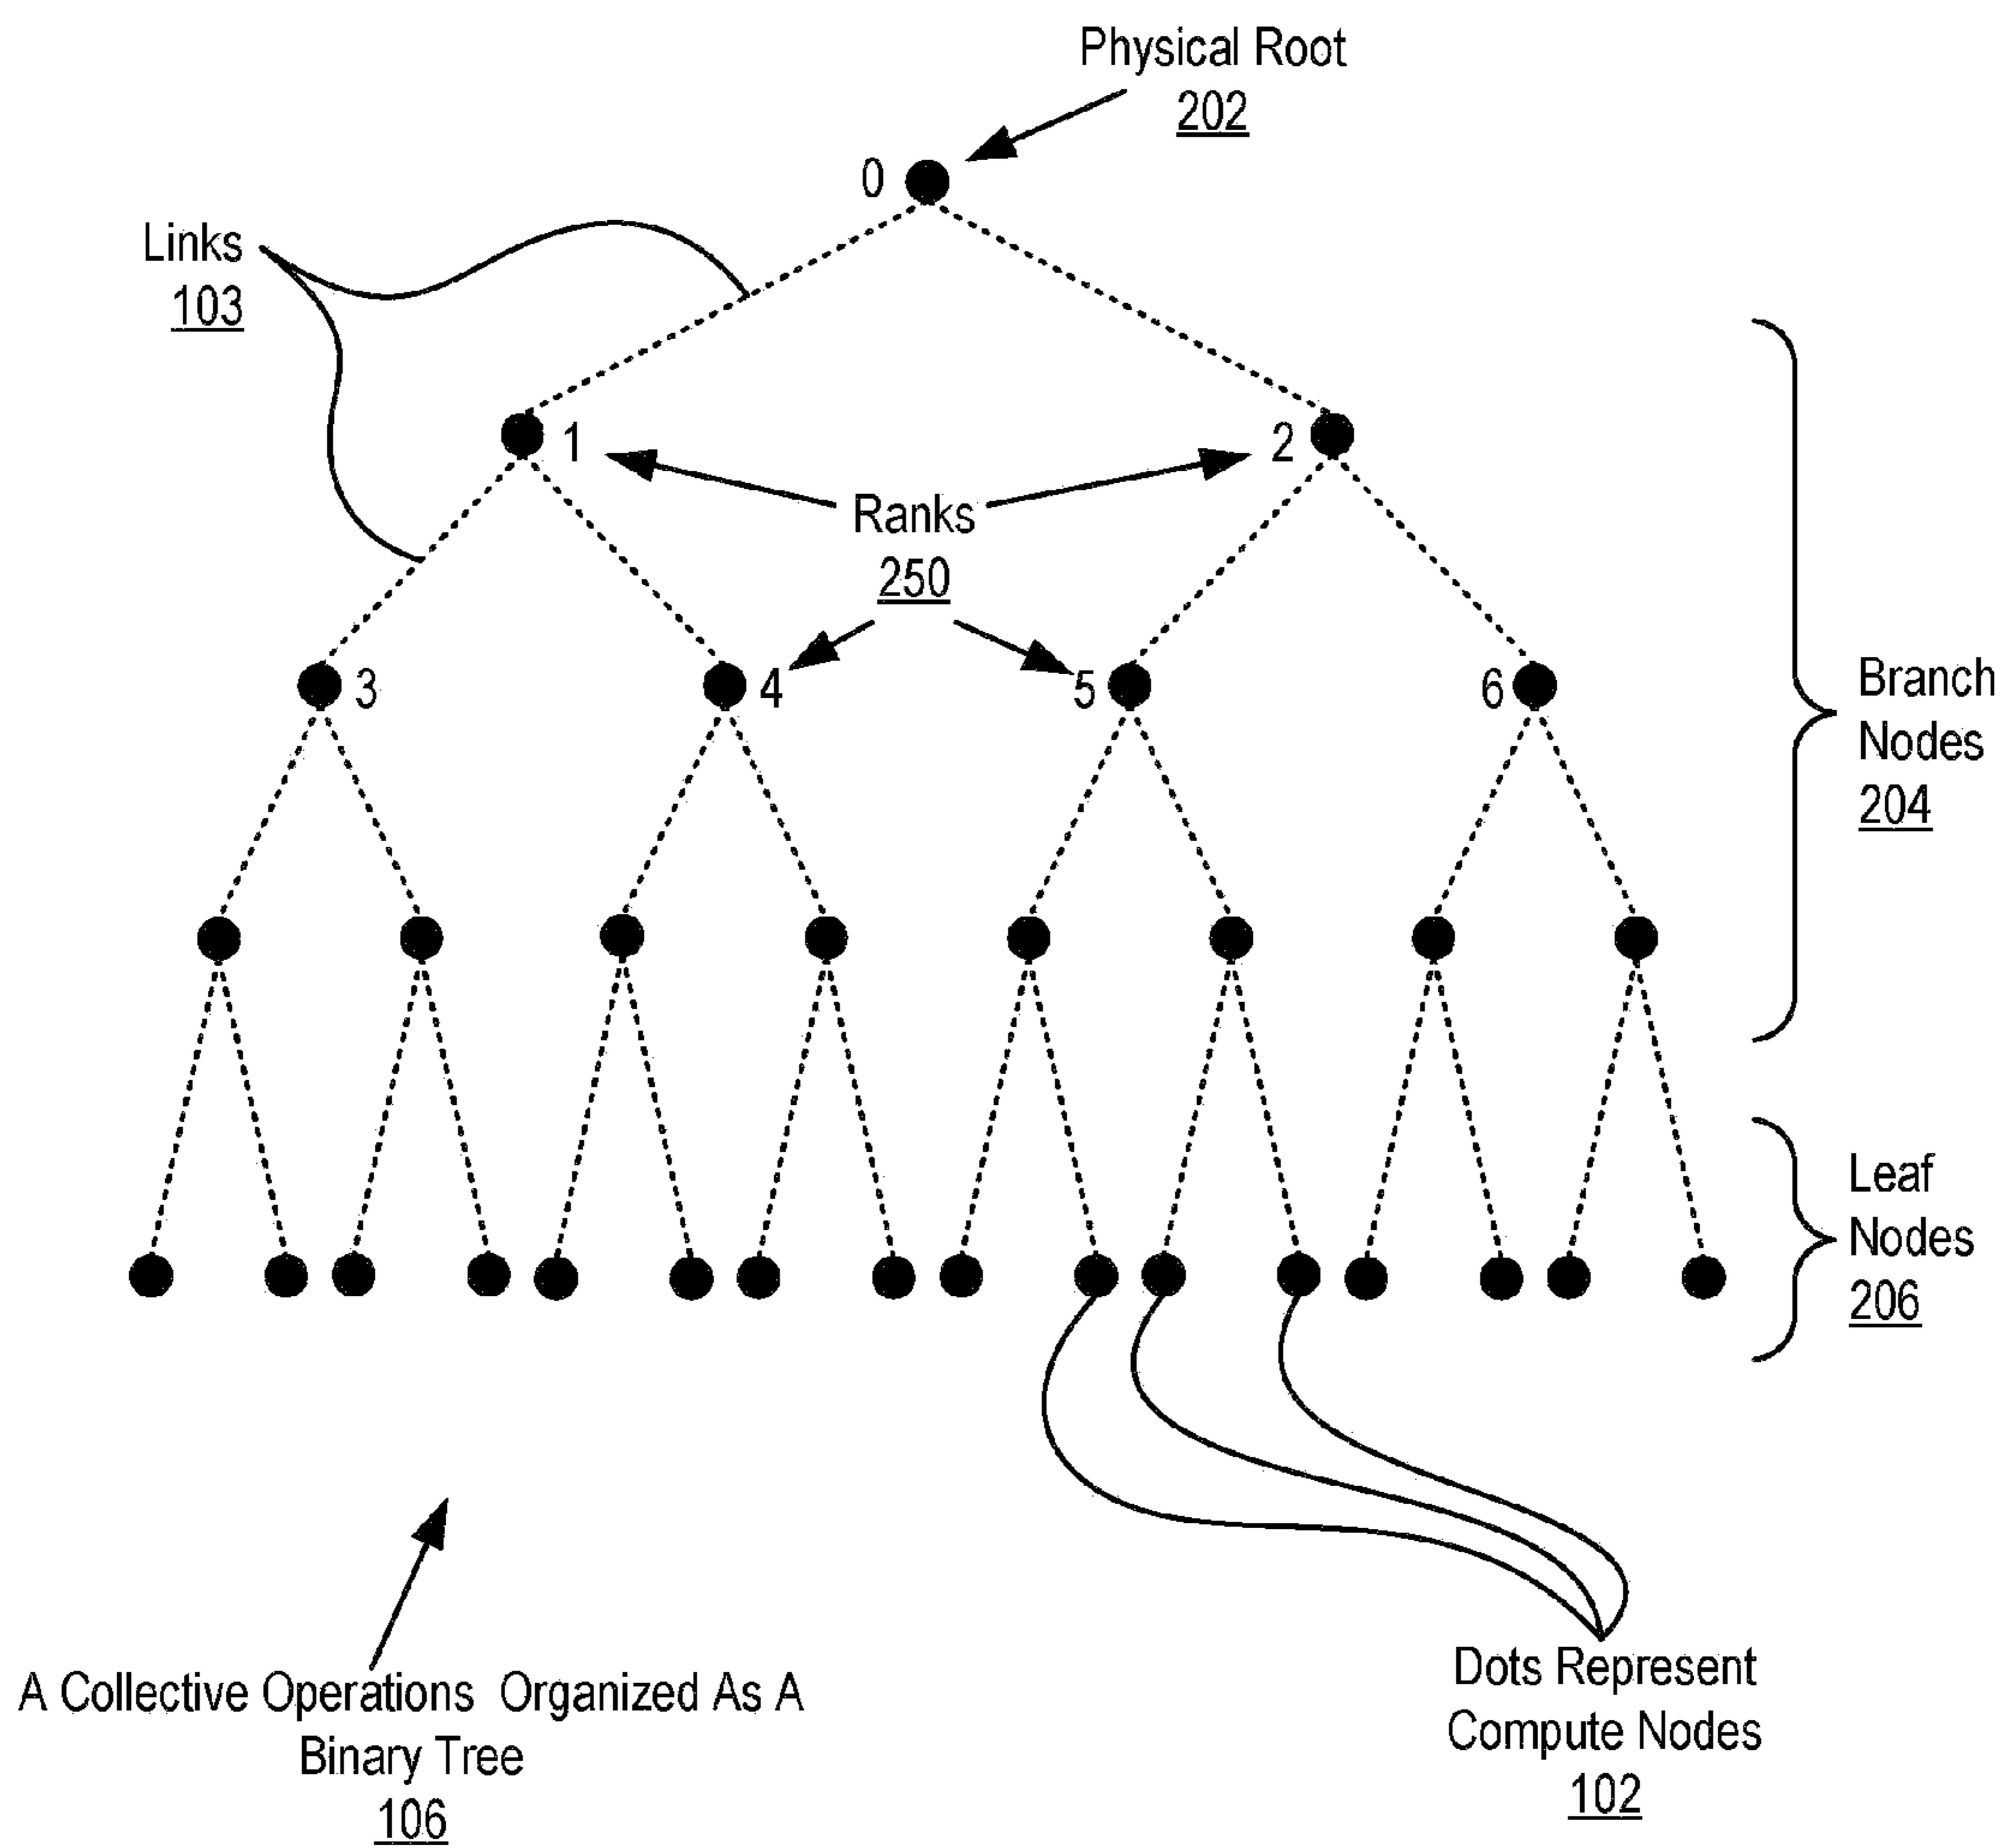 Physical Root
202
0
Links
103
1
2
Ranks
250
3
4
5
6
Branch
Nodes
204
Leaf
Nodes
206
A Collective Operations Organized As A
Binary Tree
106
Dots Represent
Compute Nodes
102